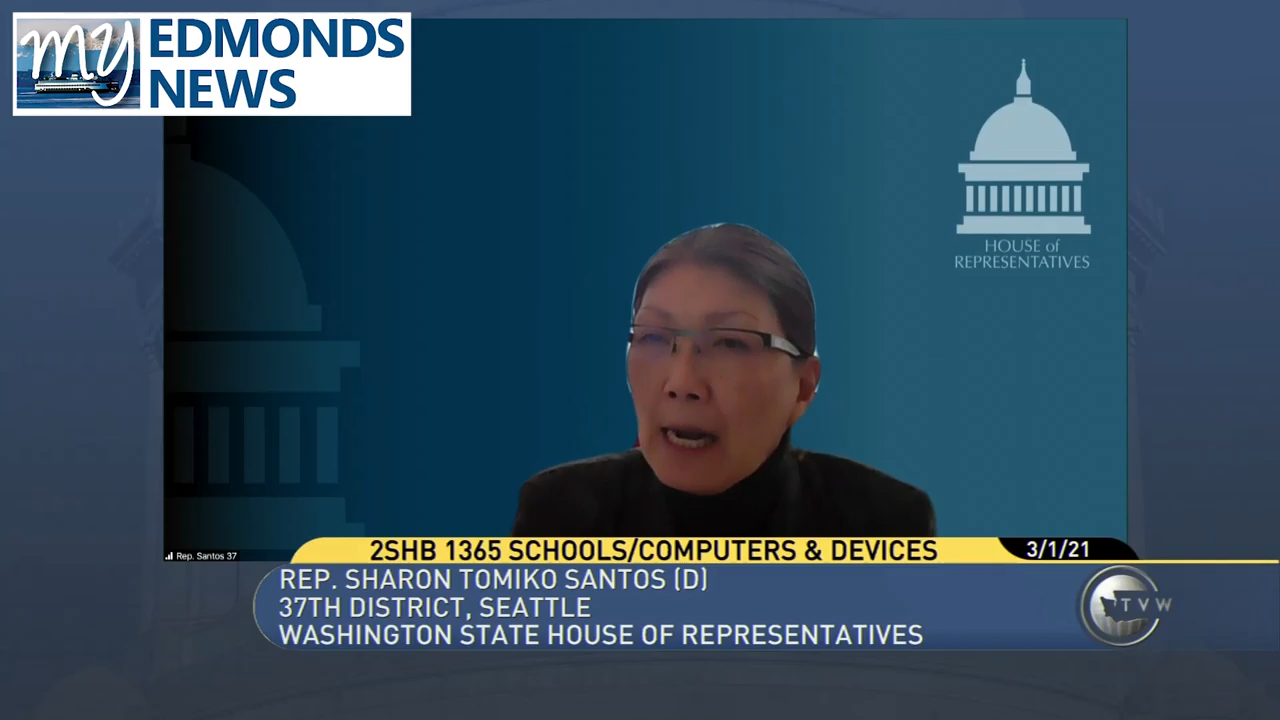 my EDMONDS
NEWS
HOUSE of
REPRESENTATIVES
Rep. Santos 37
2SHB 1365 SCHOOLS/COMPUTERS & DEVICES
3/1/21
REP. SHARON TOMIKO SANTOS (D)
37TH DISTRICT, SEATTLE
WASHINGTON STATE HOUSE OF REPRESENTATIVES
TVW